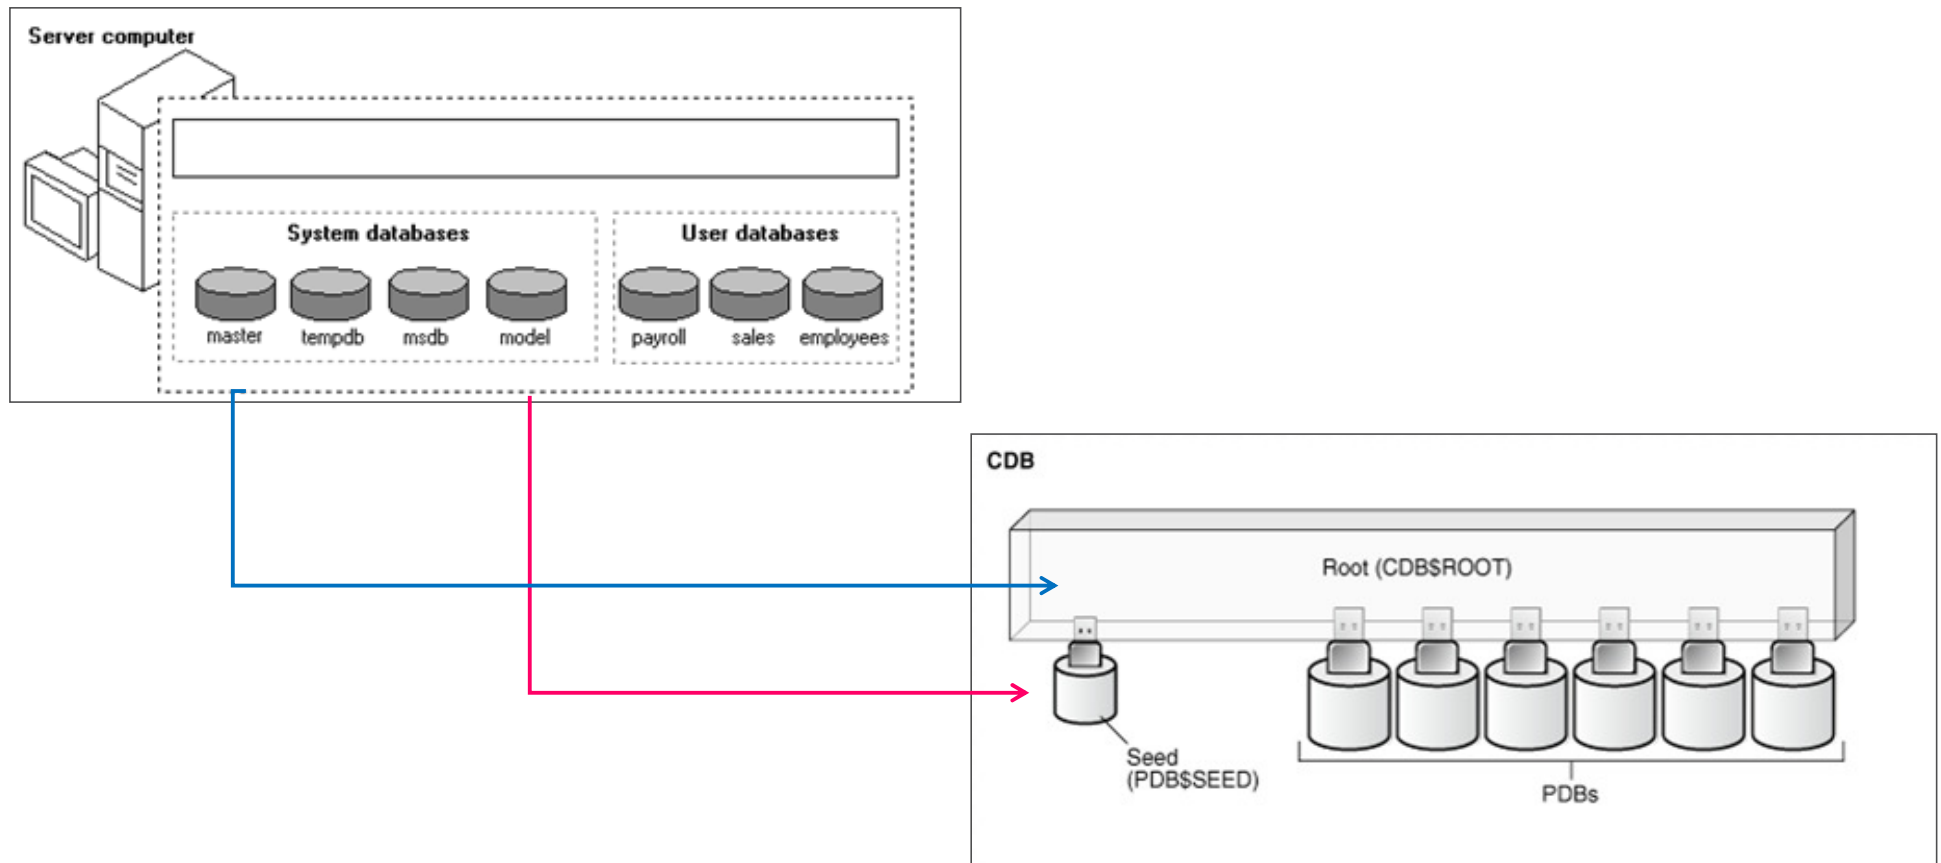 Server computer
System databases
User databases
master
tempdb
msdb
model
payroll
sales
employees
CDB
Root (CDB$ROOT)
Seed
(PDB$SEED)
PDBs